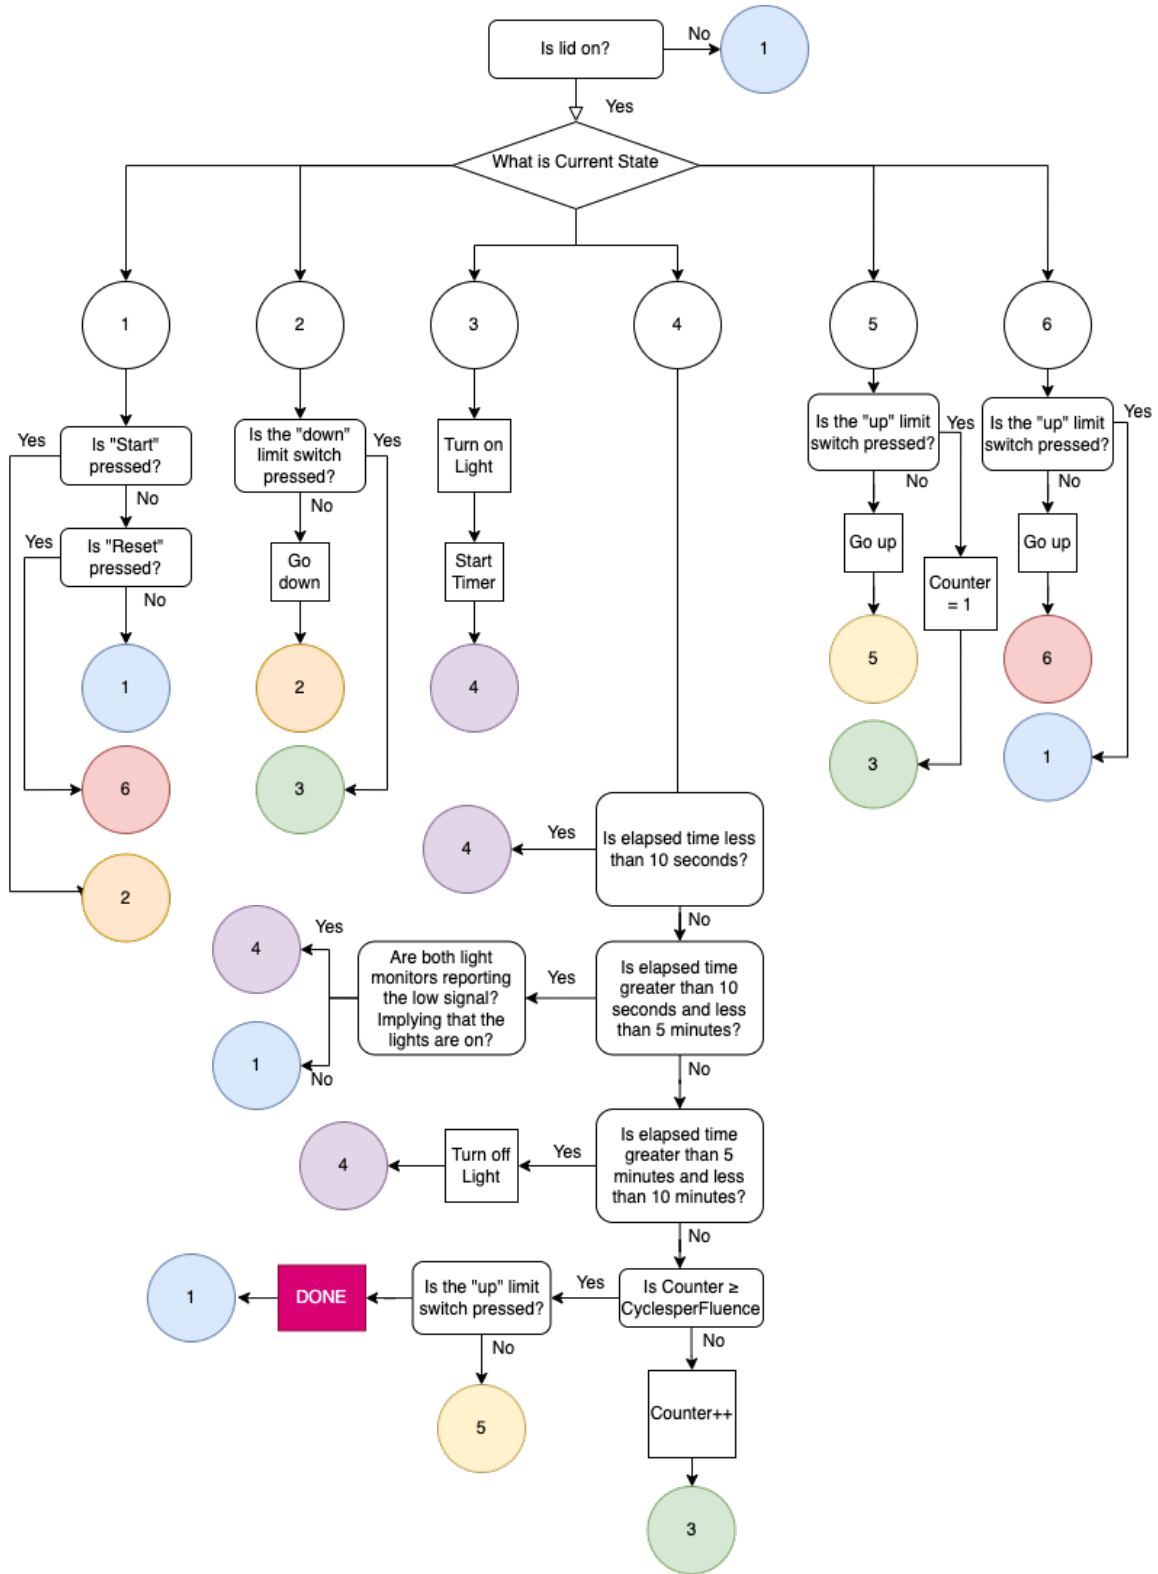 Is lid on?
No
1
Yes
What is Current State
1
2
3
4
5
6
Is "Start"
pressed?
Yes
No
Is "Reset"
pressed?
Yes
No
1
6
2
Is the "down"
limit switch
pressed?
Yes
No
Go
down
2
3
Turn on
Light
Start
Timer
4
Is the "up" limit
switch pressed?
Yes
No
Go up
Counter
= 1
5
3
Is the "up" limit
switch pressed?
Yes
No
Go up
6
1
Is elapsed time less
than 10 seconds?
Yes
4
No
Is elapsed time
greater than 10
seconds and less
than 5 minutes?
Yes
Are both light
monitors reporting
the low signal?
Implying that the
lights are on?
Yes
4
1
No
No
Is elapsed time
greater than 5
minutes and less
than 10 minutes?
Yes
Turn off
Light
4
No
Is Counter ≥
CyclesperFluence
Yes
Is the "up" limit
switch pressed?
DONE
1
No
5
No
Counter++
3